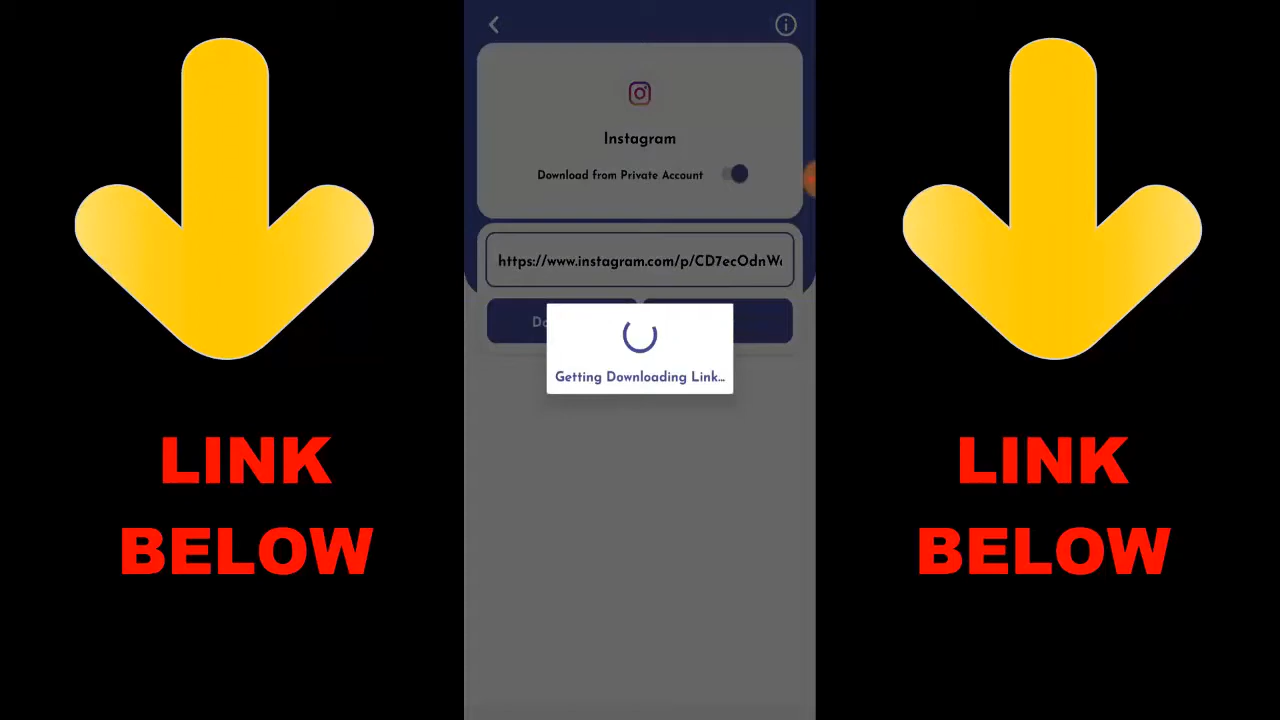 Instagram
Download from Private Account
https://www.instagram.com/p/CD7ecOdnW
Getting Downloading Link...
LINK
BELOW
LINK
BELOW